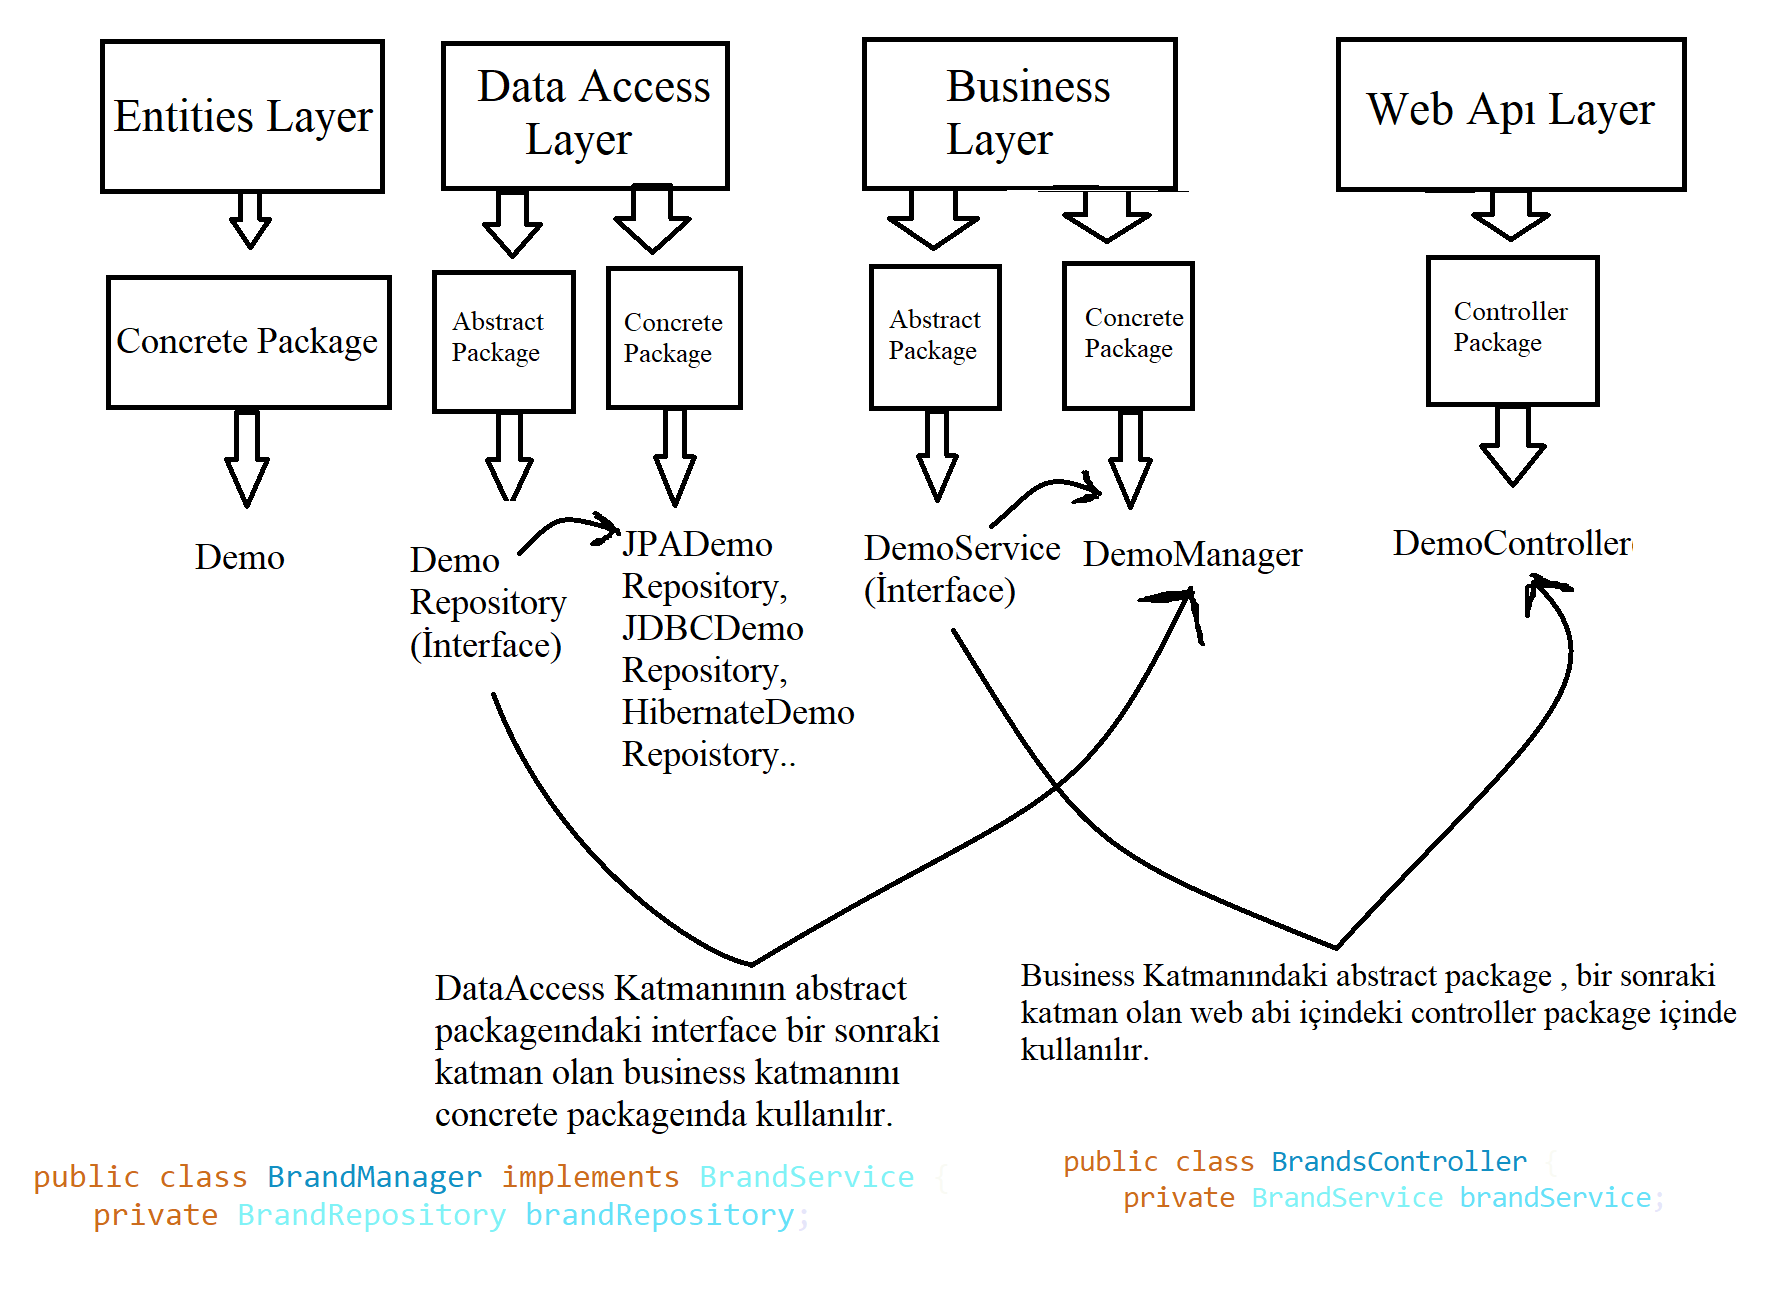 Entities Layer
Data Access
Layer
Business
Layer
Web Apı Layer
Concrete Package
Abstract
Package
Concrete
Package
Abstract
Package
Concrete
Package
Controller
Package
Demo
Demo
Repository
(İnterface)
JPADemo
Repository,
JDBCDemo
Repository,
HibernateDemo
Repoistory..
DemoService
(İnterface)
DemoManager
DemoController
DataAccess Katmanının abstract
packageındaki interface bir sonraki
katman olan business katmanını
concrete packageında kullanılır.
Business Katmanındaki abstract package , bir sonraki
katman olan web abi içindeki controller package içinde
kullanılır.
public class BrandManager implements BrandService {
private BrandRepository brandRepository;
public class BrandsController {
private BrandService brandService;